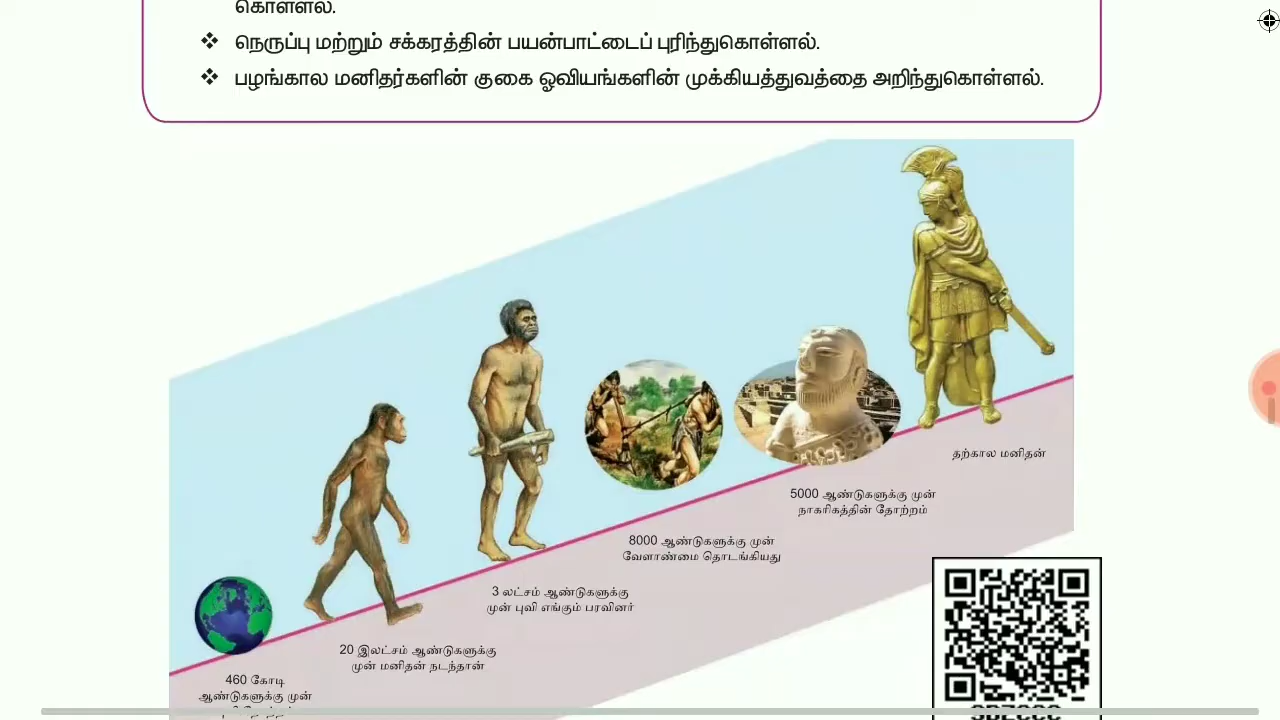 கொள்ளல்.
❖ நெருப்பு மற்றும் சக்கரத்தின் பயன்பாட்டைப் புரிந்துகொள்ளல்.
❖ பழங்கால மனிதர்களின் குகை ஓவியங்களின் முக்கியத்துவத்தை அறிந்துகொள்ளல்.
தற்கால மனிதன்
5000 ஆண்டுகளுக்கு முன்
நாகரிகத்தின் தோற்றம்
8000 ஆண்டுகளுக்கு முன்
வேளாண்மை தொடங்கியது
3 லட்சம் ஆண்டுகளுக்கு
முன் புவி எங்கும் பரவினர்
20 இலட்சம் ஆண்டுகளுக்கு
முன் மனிதன் நடந்தான்
460 கோடி
ஆண்டுகளுக்கு முன்